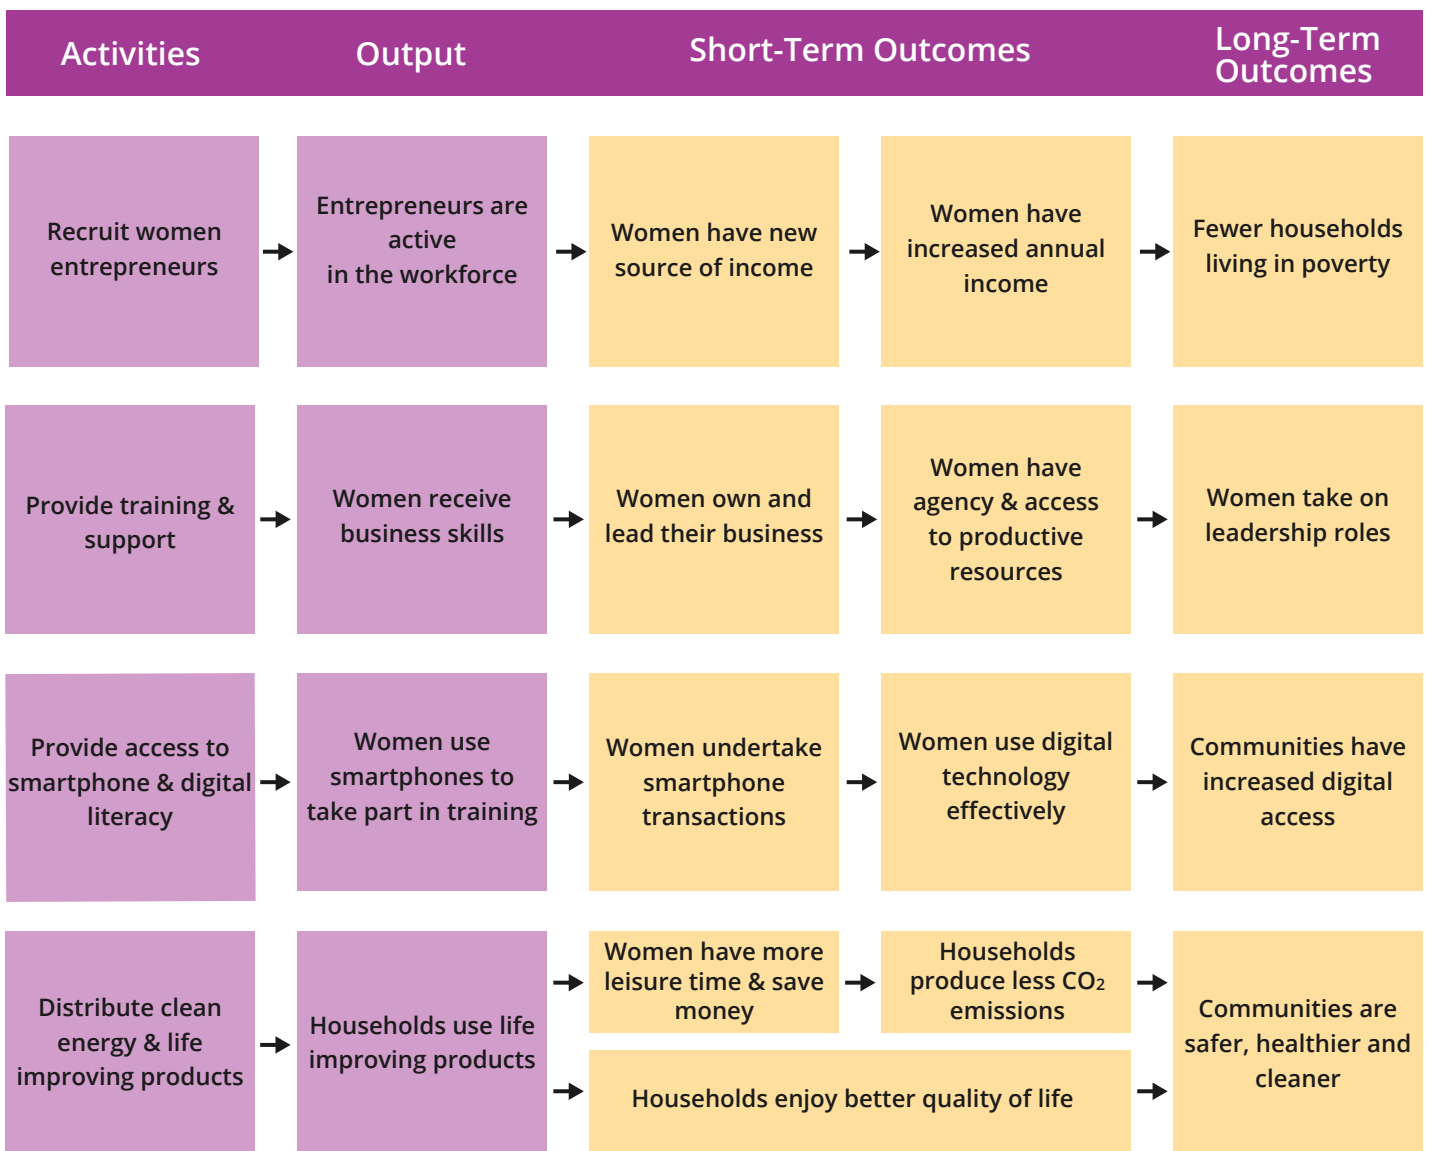 Activities
Output
Short-Term Outcomes
Long-Term
Outcomes
Recruit women
entrepreneurs
Entrepreneurs are
active
in the workforce
Women have new
source of income
Women have
increased annual
income
Fewer households
living in poverty
Provide training &
support
Women receive
business skills
Women own and
lead their business
Women have
agency & access
to productive
resources
Women take on
leadership roles
Provide access to
smartphone & digital
literacy
Women use
smartphones to
take part in training
Women undertake
smartphone
transactions
Women use digital
technology
effectively
Communities have
increased digital
access
Distribute clean
energy & life
improving products
Households use life
improving products
Women have more
leisure time & save
money
Households
produce less CO₂
emissions
Households enjoy better quality of life
Communities are
safer, healthier and
cleaner